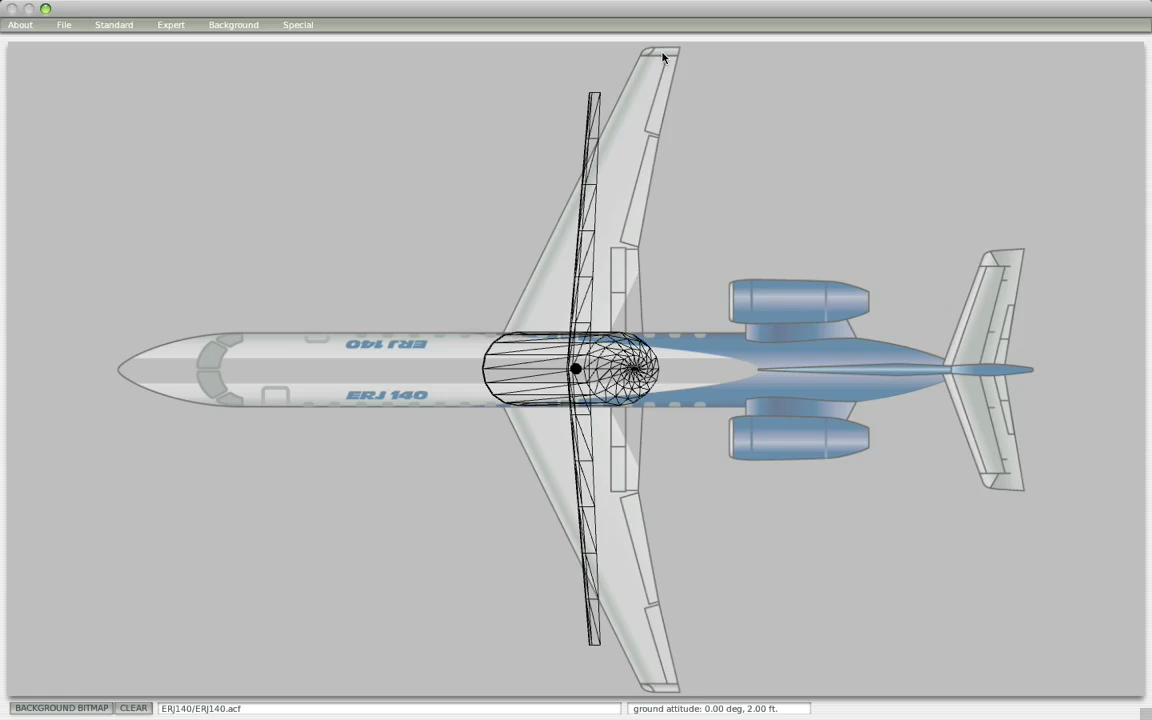 About File Standard Expert Background Special
ERJ 140
ERJ 140
BACKGROUND BITMAP CLEAR ERJ140/ERJ140.acf ground attitude: 0.00 deg, 2.00 ft.